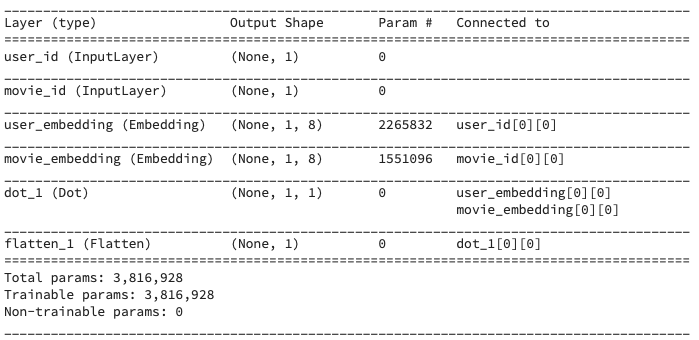 Layer (type) Output Shape Param # Connected to
user_id (InputLayer) (None, 1) 0
movie_id (InputLayer) (None, 1) 0
user_embedding (Embedding) (None, 1, 8) 2265832 user_id[0][0]
movie_embedding (Embedding) (None, 1, 8) 1551096 movie_id[0][0]
dot_1 (Dot) (None, 1, 1) 0 user_embedding[0][0]
movie_embedding[0][0]
flatten_1 (Flatten) (None, 1) 0 dot_1[0][0]
Total params: 3,816,928
Trainable params: 3,816,928
Non-trainable params: 0